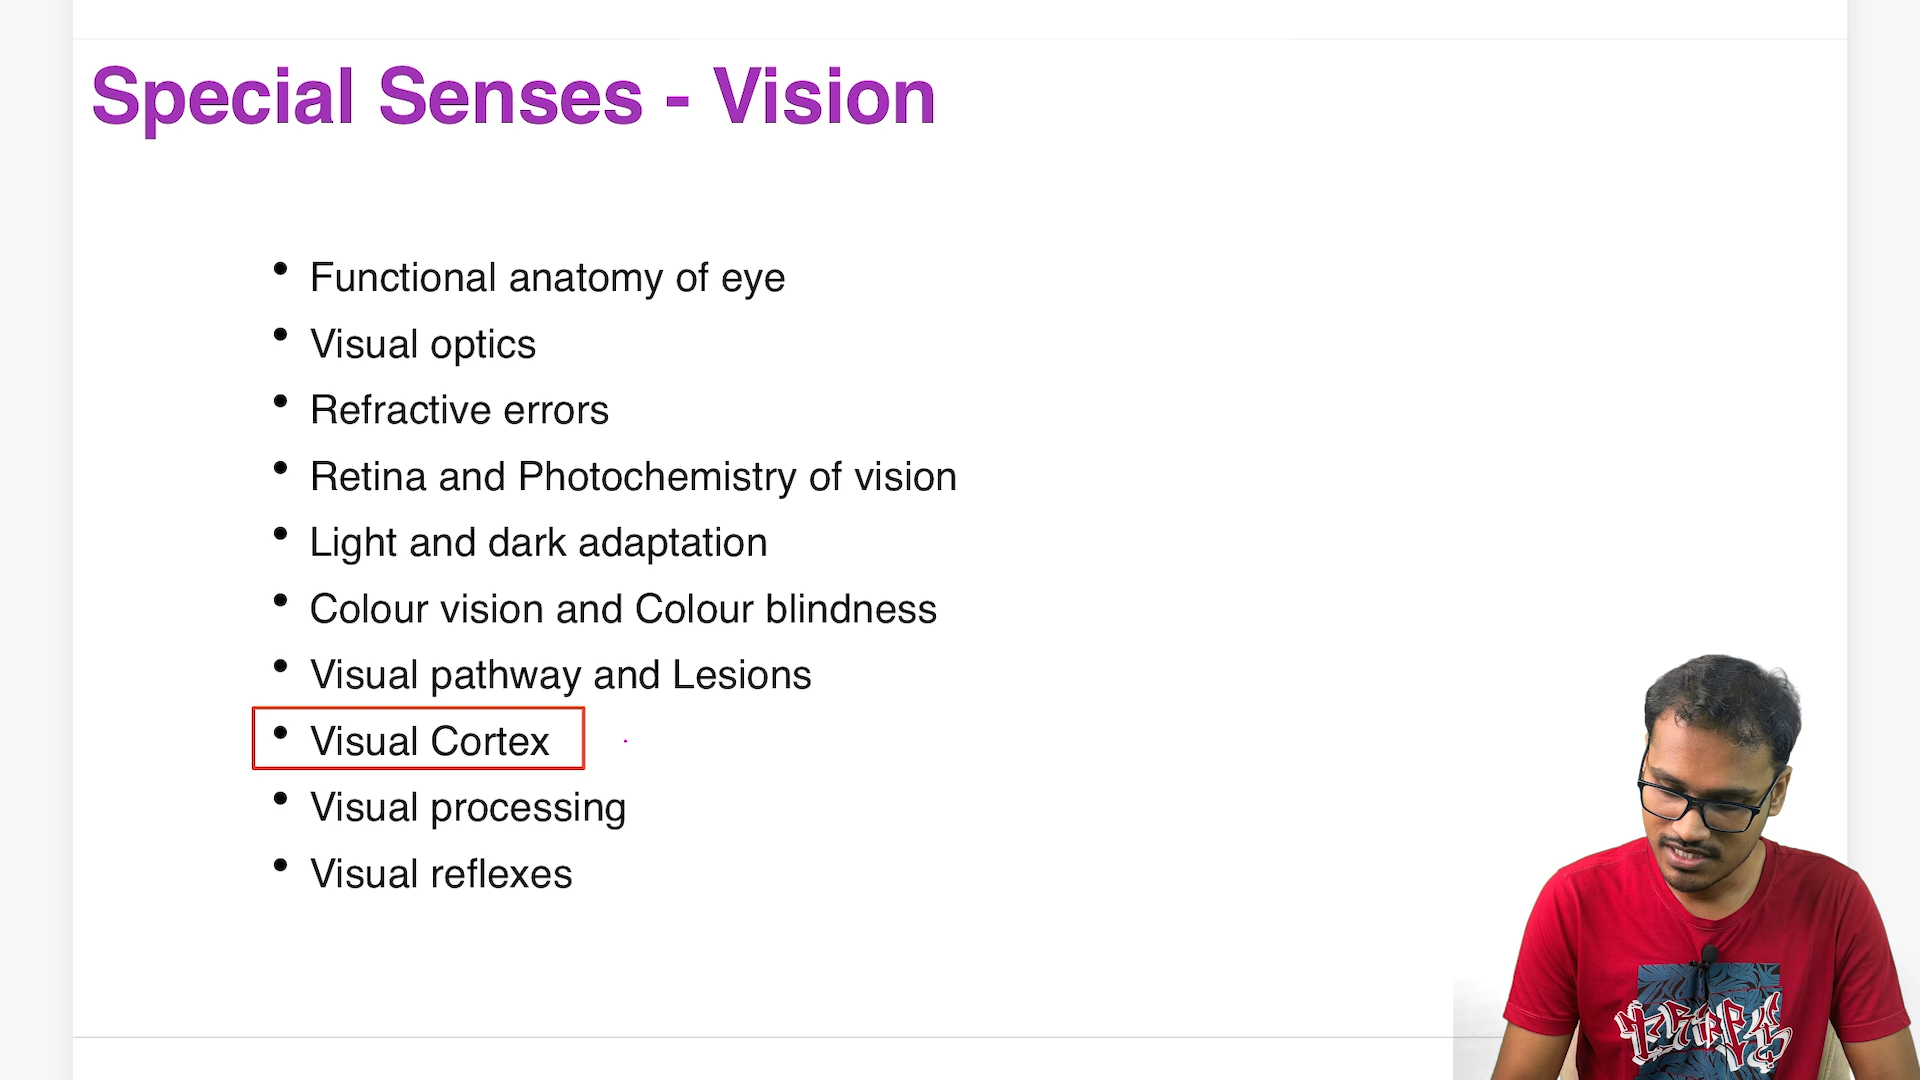 Special Senses - Vision
• Functional anatomy of eye
• Visual optics
• Refractive errors
• Retina and Photochemistry of vision
• Light and dark adaptation
• Colour vision and Colour blindness
• Visual pathway and Lesions
• Visual Cortex
• Visual processing
• Visual reflexes